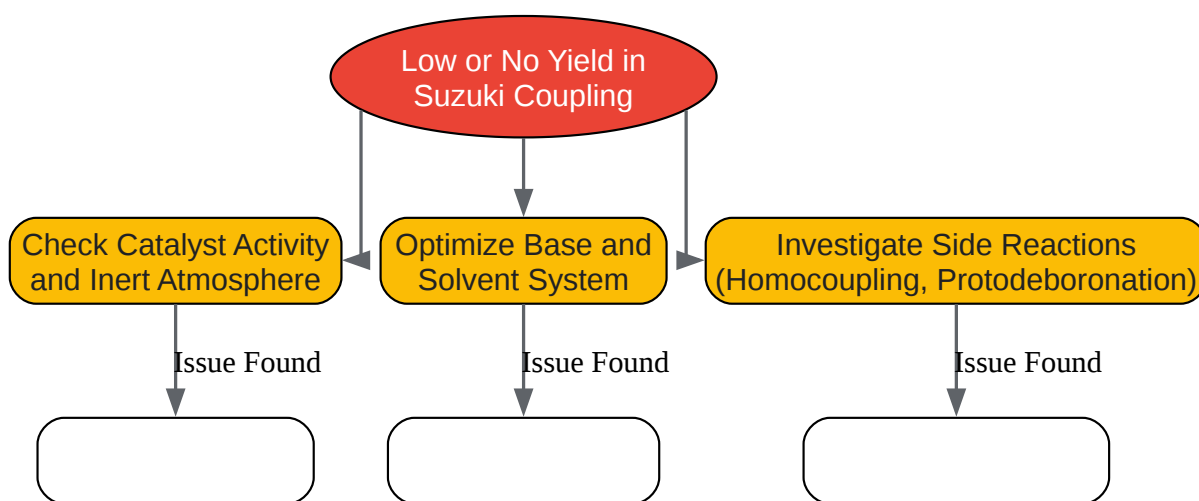 Low or No Yield in
Suzuki Coupling
Check Catalyst Activity
and Inert Atmosphere
Optimize Base and
Solvent System
Investigate Side Reactions
(Homocoupling, Protodeboronation)
Issue Found
Issue Found
Issue Found